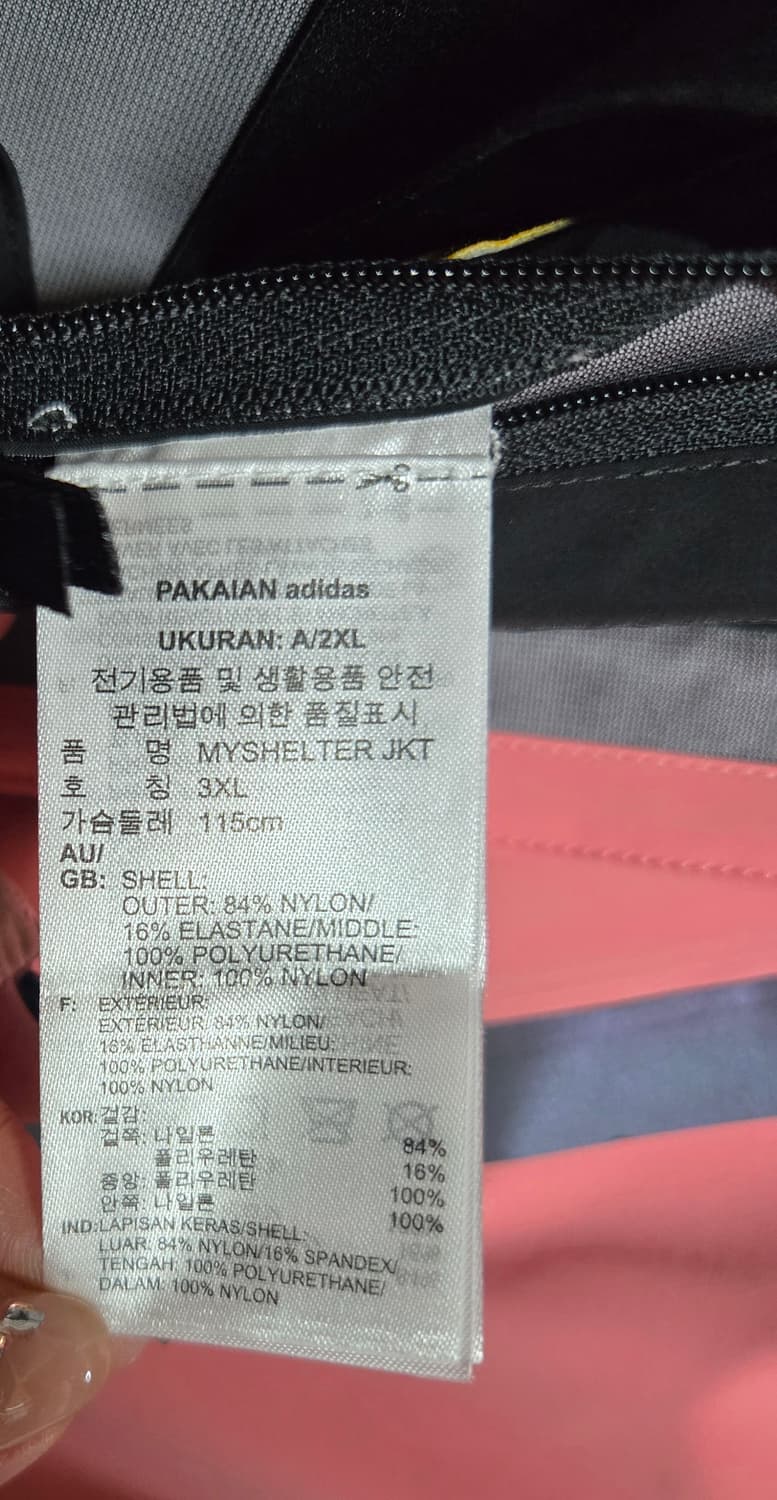 PAKAIAN adidas
UKURAN: A/2XL
전기용품 및 생활용품 안전
관리법에 의한 품질표시
품 명 MYSHELTER JKT
호 칭 3XL
가슴둘레 115cm
AU/
GB: SHELL:
OUTER: 84% NYLON/
16% ELASTANE/MIDDLE:
100% POLYURETHANE/
INNER: 100% NYLON
F: EXTÉRIEUR:
EXTÉRIEUR: 84% NYLON/
16% ÉLASTHANNE/MILIEU:
100% POLYURETHANE/INTERIEUR:
100% NYLON
KOR: 겉감:
겉쪽: 나일론 84%
폴리우레탄 16%
중앙: 폴리우레탄 100%
안쪽: 나일론 100%
IND:LAPISAN KERAS/SHELL:
LUAR: 84% NYLON/16% SPANDEX/
TENGAH: 100% POLYURETHANE/
DALAM: 100% NYLON